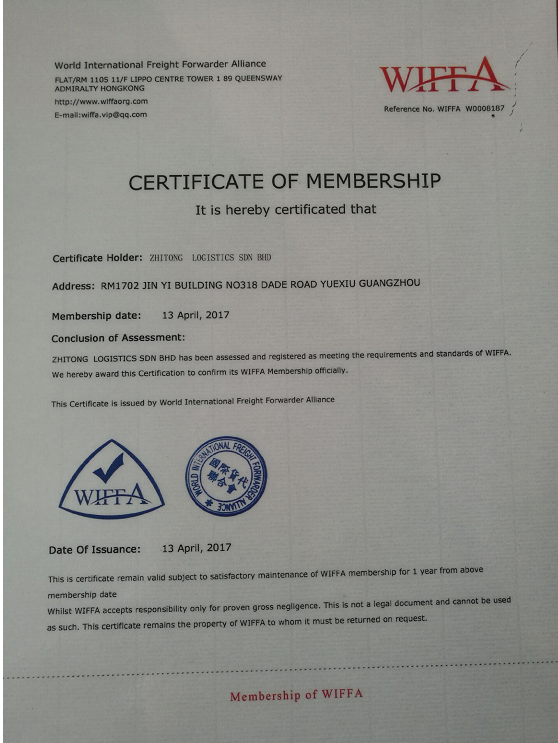 World International Freight Forwarder Alliance
FLAT/RM 1105 11/F LIPPO CENTRE TOWER 1 89 QUEENSWAY
ADMIRALTY HONGKONG
http://www.wiffaorg.com
E-mail:wiffa.vip@qq.com
WIFFA
Reference No. WIFFA W0006187
CERTIFICATE OF MEMBERSHIP
It is hereby certificated that
Certificate Holder: ZHITONG LOGISTICS SDN BHD
Address: RM1702 JIN YI BUILDING NO318 DADE ROAD YUEXIU GUANGZHOU
Membership date: 13 April, 2017
Conclusion of Assessment:
ZHITONG LOGISTICS SDN BHD has been assessed and registered as meeting the requirements and standards of WIFFA.
We hereby award this Certification to confirm its WIFFA Membership officially.
This Certificate is issued by World International Freight Forwarder Alliance
WIFFA
WORLD INTERNATIONAL FREIGHT FORWARDER ALLIANCE
國際貨代
聯合會
Date Of Issuance: 13 April, 2017
This is certificate remain valid subject to satisfactory maintenance of WIFFA membership for 1 year from above
membership date
Whilst WIFFA accepts responsibility only for proven gross negligence. This is not a legal document and cannot be used
as such. This certificate remains the property of WIFFA to whom it must be returned on request.
Membership of WIFFA